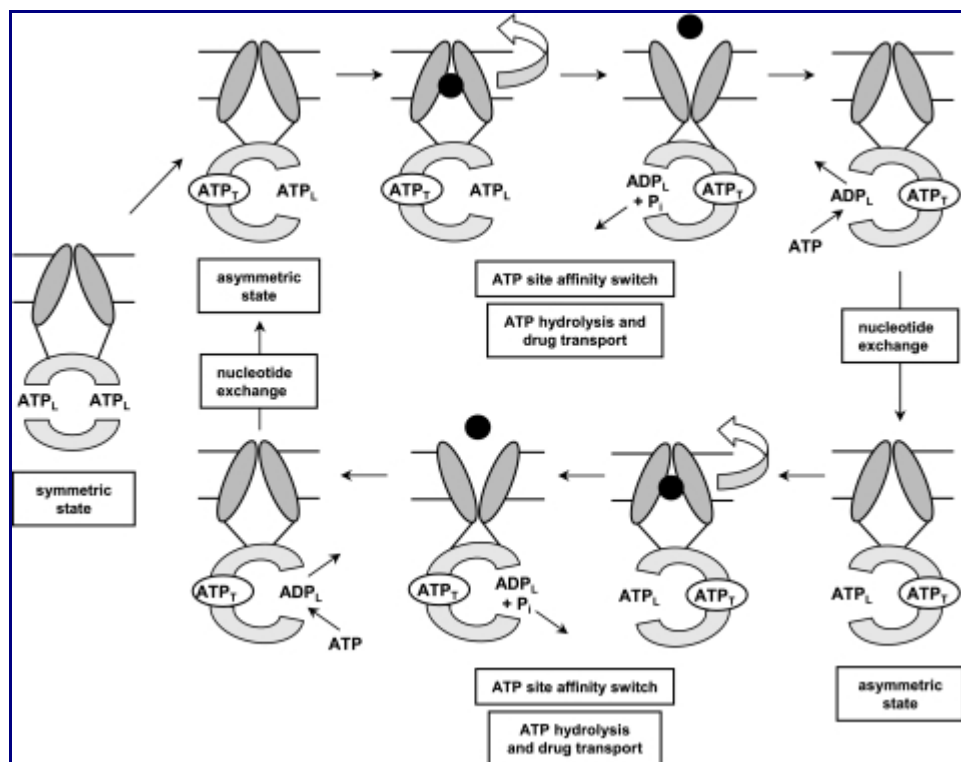 ATP_T ATP_L
ATP_T ATP_L
ADP_L ATP_T
+ P_i
ADP_L ATP_T
ATP
asymmetric
state
ATP site affinity switch
ATP hydrolysis and
drug transport
nucleotide
exchange
nucleotide
exchange
ATP_L ATP_L
symmetric
state
ATP_T ADP_L
ATP
ATP_T ADP_L
+ P_i
ATP_L ATP_T
ATP_L ATP_T
ATP site affinity switch
ATP hydrolysis
and drug transport
asymmetric
state